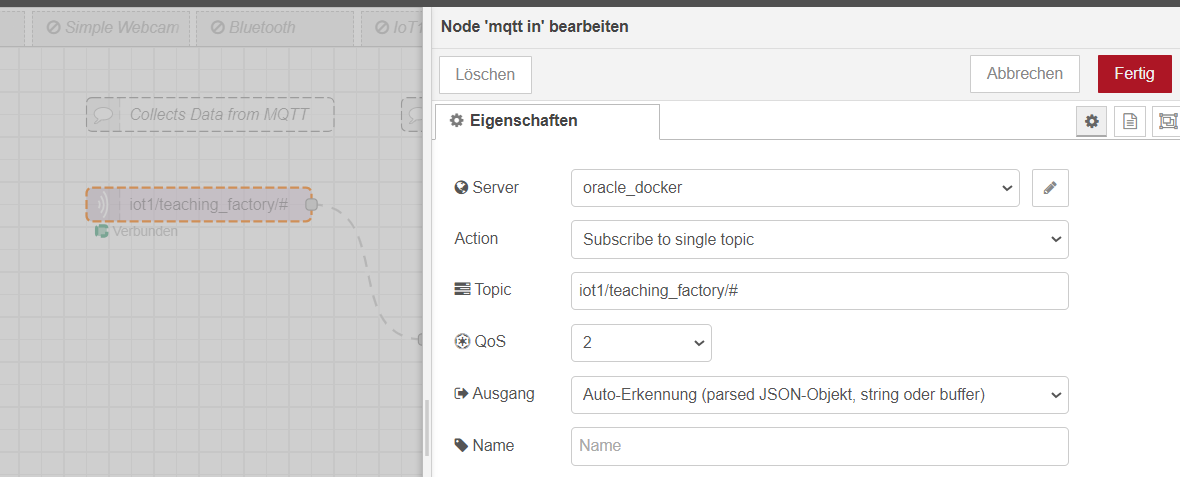 Simple Webcam
Bluetooth
IoT1
Node 'mqtt in' bearbeiten
Löschen
Abbrechen
Fertig
Collects Data from MQTT
Eigenschaften
iot1/teaching_factory/#
Verbunden
Server
oracle_docker
Action
Subscribe to single topic
Topic
iot1/teaching_factory/#
QoS
2
Ausgang
Auto-Erkennung (parsed JSON-Objekt, string oder buffer)
Name
Name